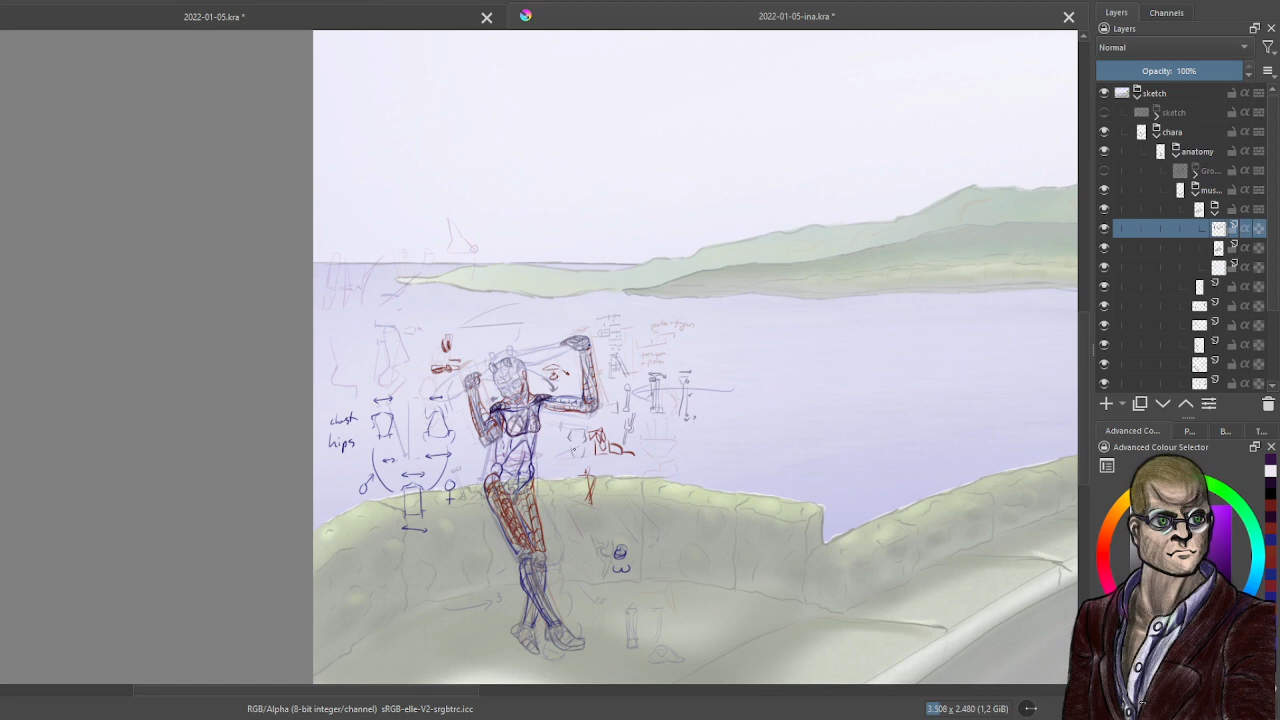 2022-01-05.kra *
2022-01-05-ina.kra *
Layers
Channels
Layers
Normal
Opacity: 100%
sketch
sketch
chara
anatomy
Gro...
mus...
chest
hips
Advanced Co...
P...
B...
T...
Advanced Colour Selector
RGB/Alpha (8-bit integer/channel) sRGB-elle-V2-srgbtrc.icc
3.508 x 2.480 (1,2 GiB)